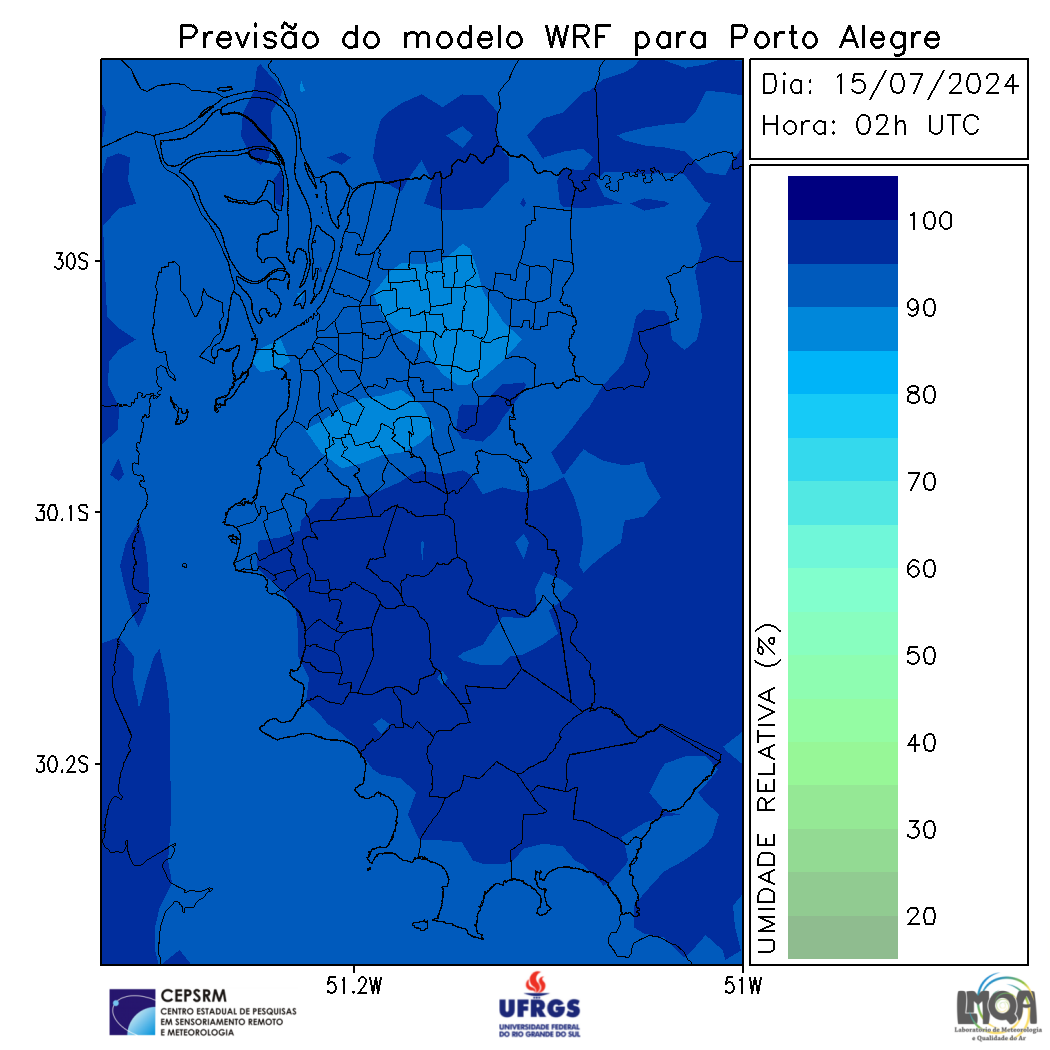 Previsão do modelo WRF para Porto Alegre
Dia: 15/07/2024
Hora: 02h UTC
30S
30.1S
30.2S
51.2W
51W
UMIDADE RELATIVA (%)
100
90
80
70
60
50
40
30
20
CEPSRM
CENTRO ESTADUAL DE PESQUISAS
EM SENSORIAMENTO REMOTO
E METEOROLOGIA
UFRGS
UNIVERSIDADE FEDERAL
DO RIO GRANDE DO SUL
LMQA
Laboratório de Meteorologia
e Qualidade do Ar